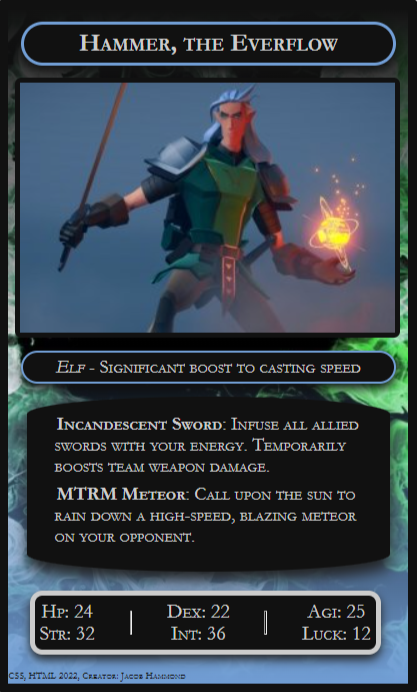 Hammer, the Everflow
Elf - Significant boost to casting speed
Incandescent Sword: Infuse all allied
swords with your energy. Temporarily
boosts team weapon damage.
MTRM Meteor: Call upon the sun to
rain down a high-speed, blazing meteor
on your opponent.
Hp: 24 | Dex: 22 | Agi: 25
Str: 32 Int: 36 Luck: 12
CSS, HTML 2022, Creator: Jacob Hammond